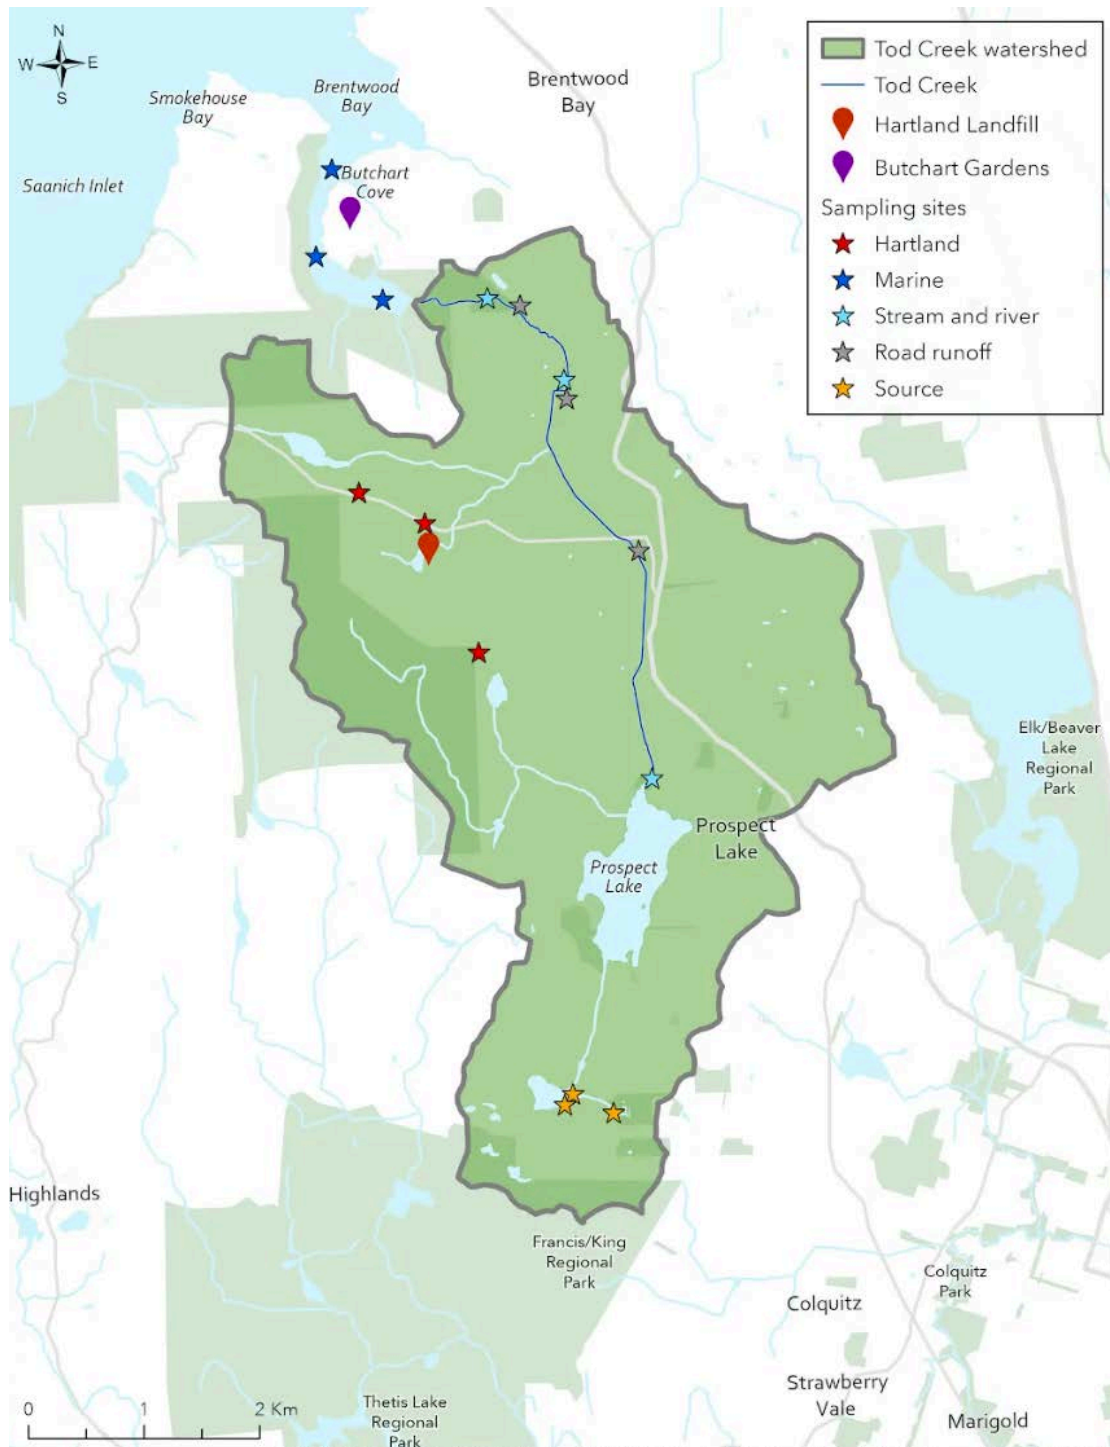 N
W
E
S
Smokehouse
Bay
Brentwood
Bay
Brentwood
Bay
Saanich Inlet
Butchart
Cove
Tod Creek watershed
Tod Creek
Hartland Landfill
Butchart Gardens
Sampling sites
Hartland
Marine
Stream and river
Road runoff
Source
Elk/Beaver
Lake
Regional
Park
Prospect
Lake
Prospect
Lake
Highlands
Francis/King
Regional
Park
Colquitz
Park
Colquitz
Strawberry
Vale
Marigold
Thetis Lake
Regional
Park
0 1 2 Km